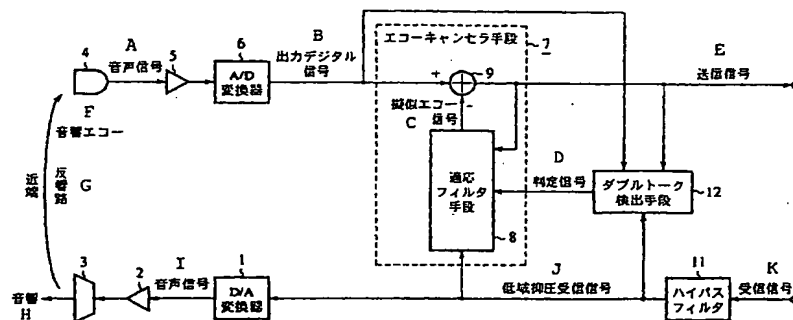 エコーキャンセラ手段
7
4
A
音声信号
5
6
A/D
変換器
B
出力デジタル
信号
+
9
E
送信信号
F
音響エコー
擬似エコー
信号
-
C
適応
フィルタ
手段
8
D
判定信号
ダブルトーク
検出手段
12
反響路
G
3
2
I
音声信号
1
D/A
変換器
J
低域抑圧受信信号
11
ハイパス
フィルタ
K
受信信号
音響
H